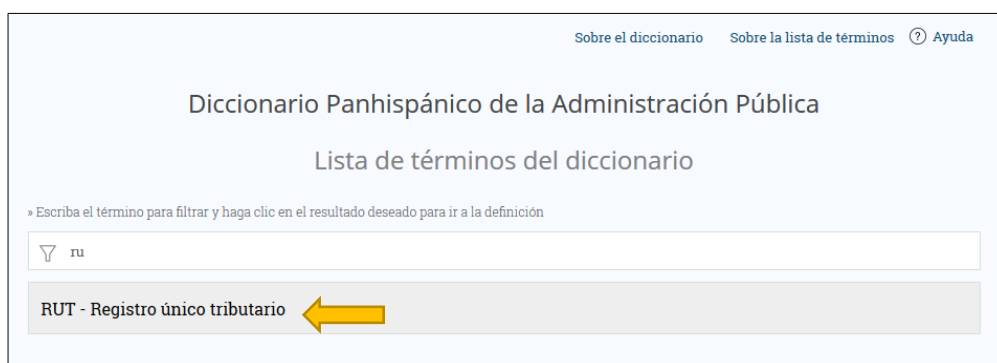 Sobre el diccionario Sobre la lista de términos ? Ayuda
Diccionario Panhispánico de la Administración Pública
Lista de términos del diccionario
» Escriba el término para filtrar y haga clic en el resultado deseado para ir a la definición
ru
RUT - Registro único tributario